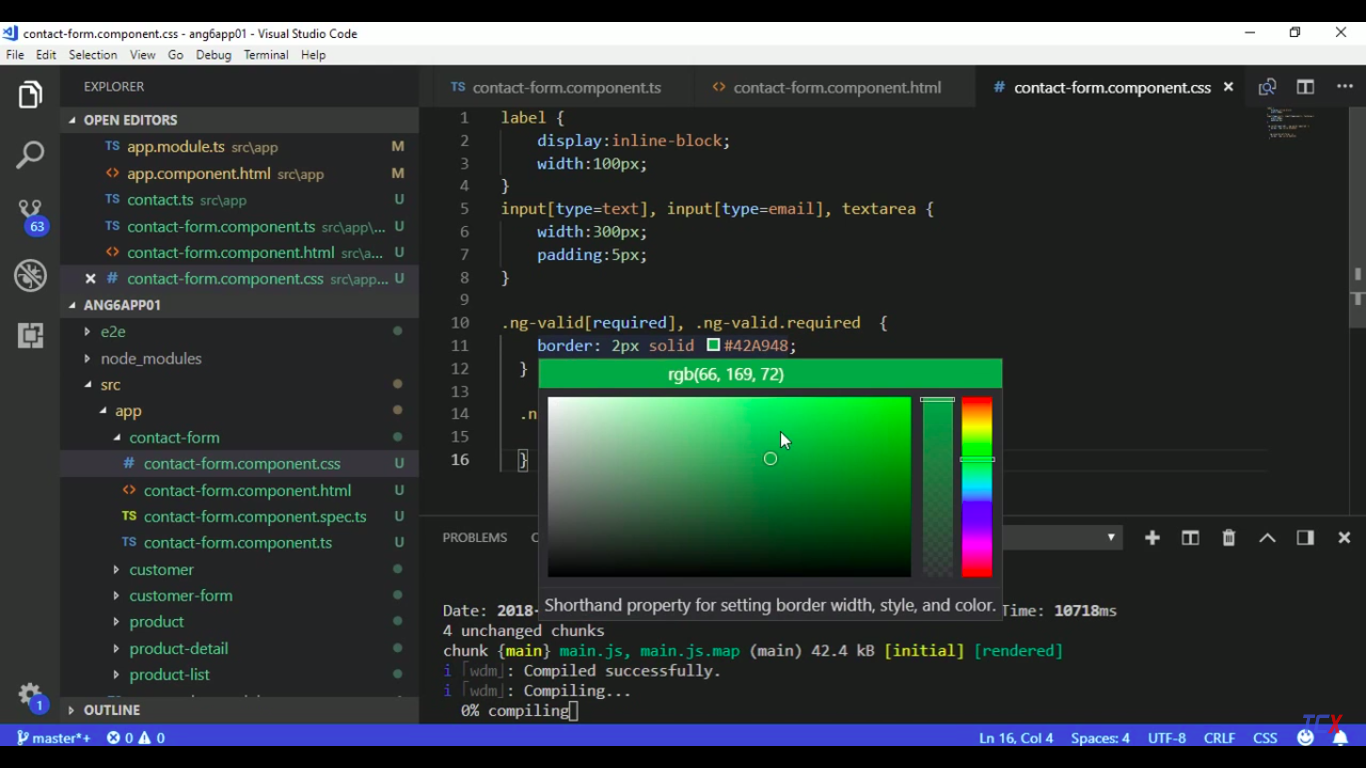 contact-form.component.css - ang6app01 - Visual Studio Code
File Edit Selection View Go Debug Terminal Help
EXPLORER
OPEN EDITORS
TS app.module.ts src\app M
<> app.component.html src\app M
TS contact.ts src\app U
TS contact-form.component.ts src\app\... U
<> contact-form.component.html src\a... U
# contact-form.component.css src\app... U
ANG6APP01
e2e
node_modules
src
app
contact-form
# contact-form.component.css U
<> contact-form.component.html U
TS contact-form.component.spec.ts U
TS contact-form.component.ts U
customer
customer-form
product
product-detail
product-list
OUTLINE
63
1
TS contact-form.component.ts <> contact-form.component.html # contact-form.component.css
1 label {
2 display:inline-block;
3 width:100px;
4 }
5 input[type=text], input[type=email], textarea {
6 width:300px;
7 padding:5px;
8 }
9
10 .ng-valid[required], .ng-valid.required {
11 border: 2px solid #42A948;
12 }
13
14 .n
15
16 }
rgb(66, 169, 72)
Shorthand property for setting border width, style, and color.
PROBLEMS
Date: 2018- Time: 10718ms
4 unchanged chunks
chunk {main} main.js, main.js.map (main) 42.4 kB [initial] [rendered]
i ｢wdm｣: Compiled successfully.
i ｢wdm｣: Compiling...
0% compiling
master*+ 0 0 Ln 16, Col 4 Spaces: 4 UTF-8 CRLF CSS
TCX